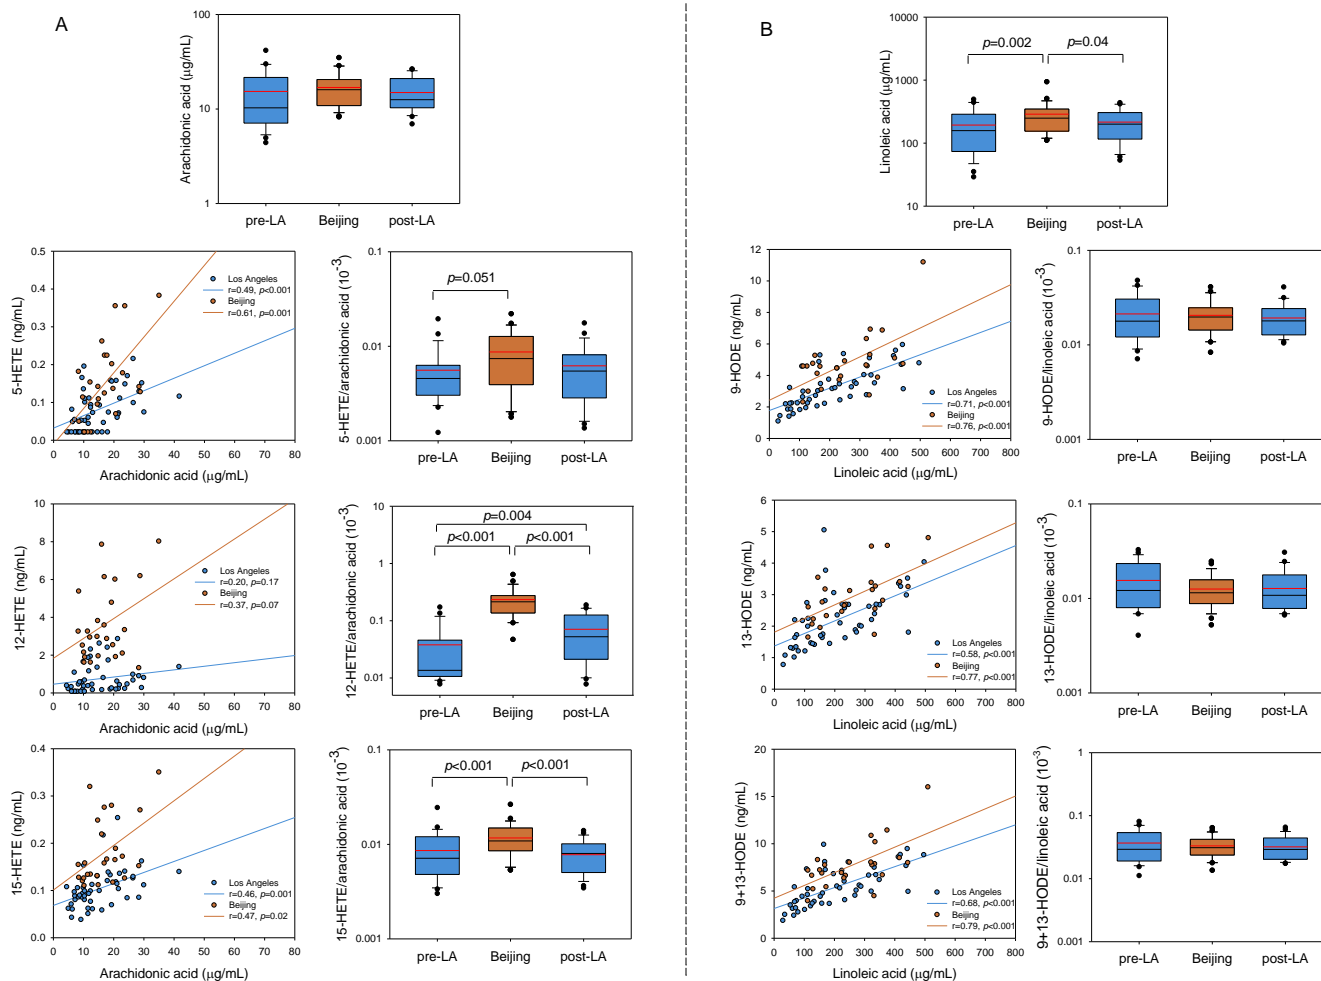 A
Arachidonic acid (μg/mL)
100
10
1
pre-LA Beijing post-LA
5-HETE (ng/mL)
0.5
0.4
0.3
0.2
0.1
0.0
Los Angeles
r=0.49, p<0.001
Beijing
r=0.61, p=0.001
0 10 20 30 40 50 60 70 80
Arachidonic acid (μg/mL)
5-HETE/arachidonic acid (10-3)
0.1
0.01
0.001
p=0.051
pre-LA Beijing post-LA
12-HETE (ng/mL)
10
8
6
4
2
0
Los Angeles
r=0.20, p=0.17
Beijing
r=0.37, p=0.07
0 10 20 30 40 50 60 70 80
Arachidonic acid (μg/mL)
12-HETE/arachidonic acid (10-3)
10
1
0.1
0.01
p=0.004
p<0.001 p<0.001
pre-LA Beijing post-LA
15-HETE (ng/mL)
0.4
0.3
0.2
0.1
0.0
Los Angeles
r=0.46, p=0.001
Beijing
r=0.47, p=0.02
0 10 20 30 40 50 60 70 80
Arachidonic acid (μg/mL)
15-HETE/arachidonic acid (10-3)
0.1
0.01
0.001
p<0.001 p<0.001
pre-LA Beijing post-LA
B
Linoleic acid (μg/mL)
10000
1000
100
10
p=0.002 p=0.04
pre-LA Beijing post-LA
9-HODE (ng/mL)
12
10
8
6
4
2
0
Los Angeles
r=0.71, p<0.001
Beijing
r=0.76, p<0.001
0 100 200 300 400 500 600 700 800
Linoleic acid (μg/mL)
9-HODE/linoleic acid (10-3)
0.1
0.01
0.001
pre-LA Beijing post-LA
13-HODE (ng/mL)
6
5
4
3
2
1
0
Los Angeles
r=0.58, p<0.001
Beijing
r=0.77, p<0.001
0 100 200 300 400 500 600 700 800
Linoleic acid (μg/mL)
13-HODE/linoleic acid (10-3)
0.1
0.01
0.001
pre-LA Beijing post-LA
9+13-HODE (ng/mL)
20
15
10
5
0
Los Angeles
r=0.68, p<0.001
Beijing
r=0.79, p<0.001
0 100 200 300 400 500 600 700 800
Linoleic acid (μg/mL)
9+13-HODE/linoleic acid (10-3)
1
0.1
0.01
0.001
pre-LA Beijing post-LA